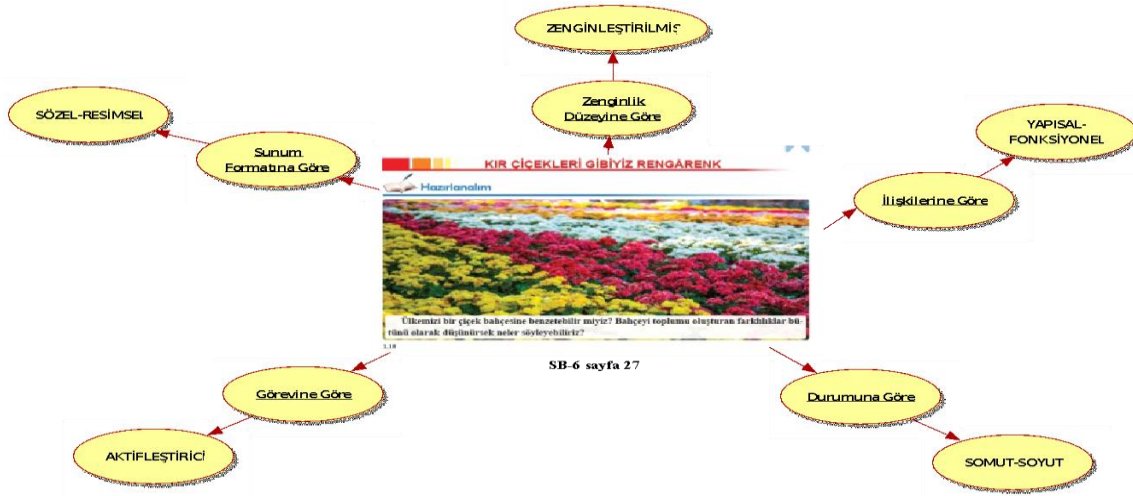 ZENGİNLEŞTİRİLMİŞ
Zenginlik
Düzeyine Göre
SÖZEL-RESİMSEL
Sunum
Formatına Göre
YAPISAL-
FONKSİYONEL
İlişkilerine Göre
KIR ÇİÇEKLERİ GİBİYİZ RENGÂRENK
Hazırlanalım
Ülkemizi bir çiçek bahçesine benzetebilir miyiz? Bahçeyi toplumu oluşturan farklılıklar bü-
tünü olarak düşünürsek neler söyleyebiliriz?
SB-6 sayfa 27
Görevine Göre
AKTİFLEŞTİRİCİ
Durumuna Göre
SOMUT-SOYUT